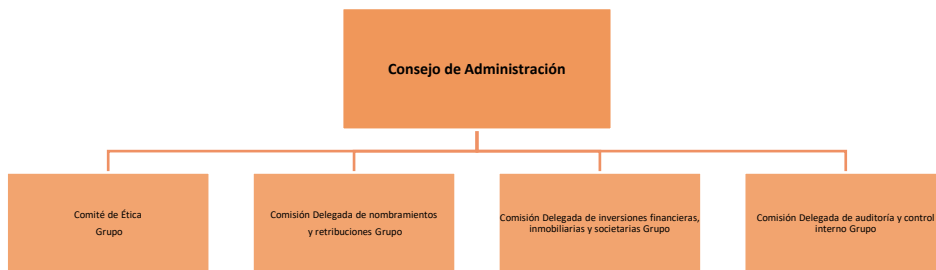 Consejo de Administración
Comité de Ética
Grupo
Comisión Delegada de nombramientos
y retribuciones Grupo
Comisión Delegada de inversiones financieras,
inmobiliarias y societarias Grupo
Comisión Delegada de auditoría y control
interno Grupo